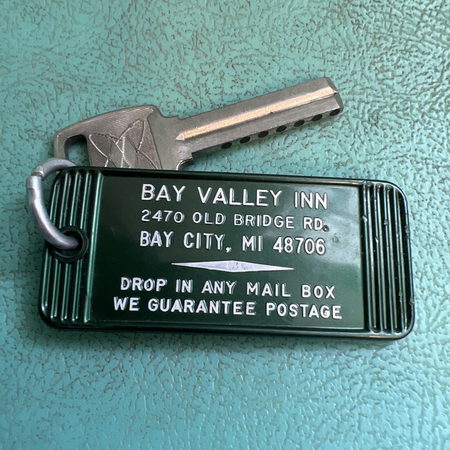 BAY VALLEY INN
2470 OLD BRIDGE RD.
BAY CITY, MI 48706
DROP IN ANY MAIL BOX
WE GUARANTEE POSTAGE